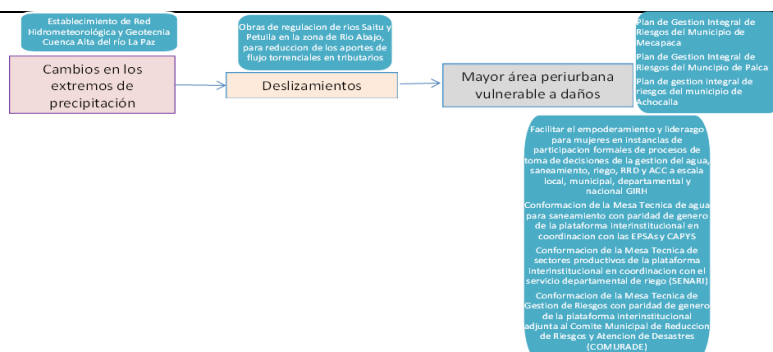 Establecimiento de Red
Hidrometeorológica y Geotecnia
Cuenca Alta del río La Paz
Cambios en los
extremos de
precipitación
Obras de regulacion de rios Saitu y
Petulla en la zona de Rio Abajo,
para reduccion de los aportes de
flujo torrenciales en tributarios
Deslizamientos
Mayor área periurbana
vulnerable a daños
Plan de Gestion Integral de
Riesgos del Municipio de
Mecapaca
Plan de Gestion Integral de
Riesgos del Muncipio de Palca
Plan de gestion integral de
riesgos del municipio de
Achocalla
Facilitar el empoderamiento y liderazgo
para mujeres en instancias de
participacion formales de procesos de
toma de decisiones de la gestion del agua,
saneamiento, riego, RRD y ACC a escala
local, municipal, departamental y
nacional GIRH
Conformacion de la Mesa Tecnica de agua
para saneamiento con paridad de genero
de la plataforma interinstitucional en
coordinacion con las EPSAs y CAPYS
Conformacion de la Mesa Tecnica de
sectores productivos de la plataforma
interinstitucional en coordinacion con el
servicio departamental de riego (SENARI)
Conformacion de la Mesa Tecnica de
Gestion de Riesgos con paridad de genero
de la plataforma interinstitucional
adjunta al Comite Municipal de Reduccion
de Riesgos y Atencion de Desastres
(COMURADE)